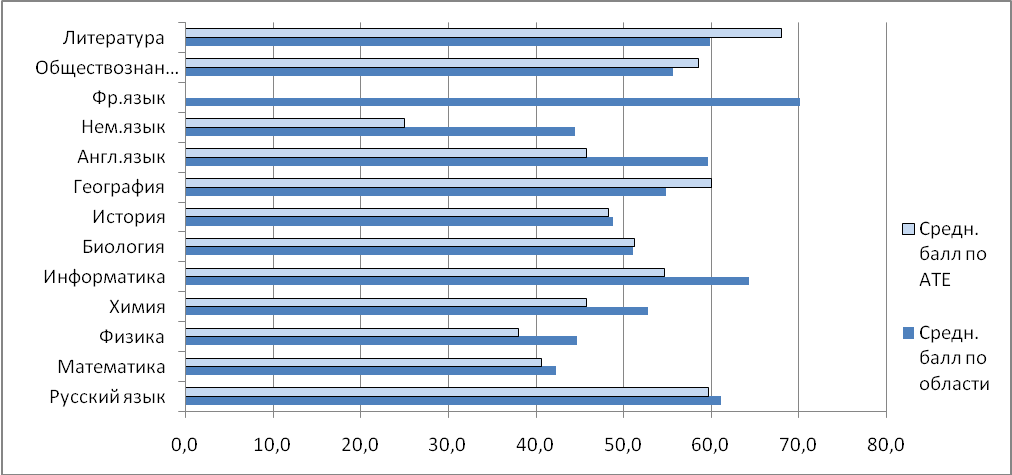 Литература
Обществознан...
Фр.язык
Нем.язык
Англ.язык
География
История
Биология
Информатика
Химия
Физика
Математика
Русский язык
0,0 10,0 20,0 30,0 40,0 50,0 60,0 70,0 80,0
Средн.
балл по
АТЕ
Средн.
балл по
области